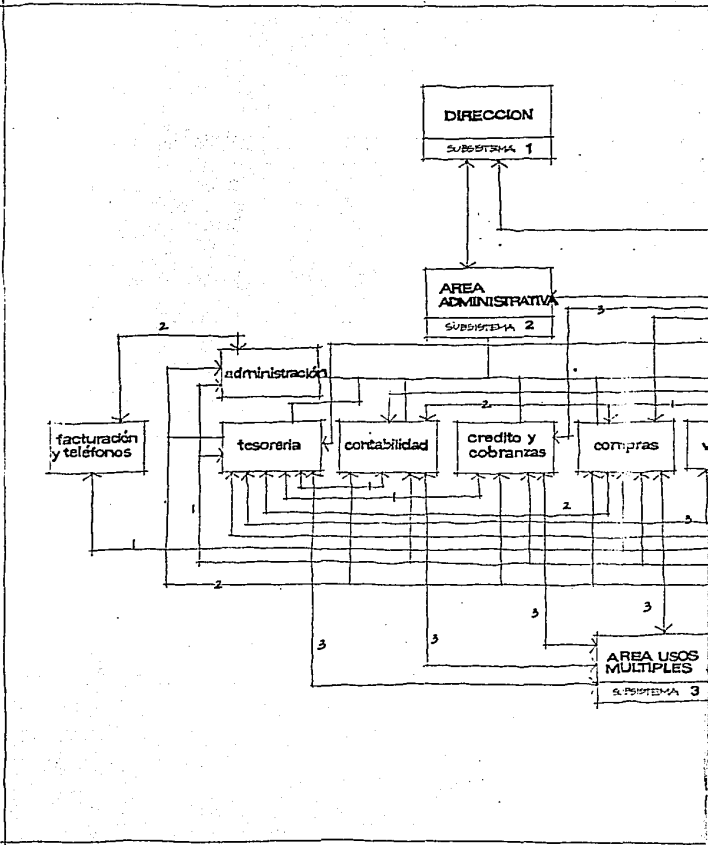 DIRECCION
SUBSISTEMA 1
AREA
ADMINISTRATIVA
SUBSISTEMA 2
3
2
administración
2
1
facturación
y teléfonos
tesoreria
contabilidad
credito y
cobranzas
compras
v
1
1
1
2
3
1
2
3
3
3
3
AREA USOS
MULTIPLES
SUBSISTEMA 3